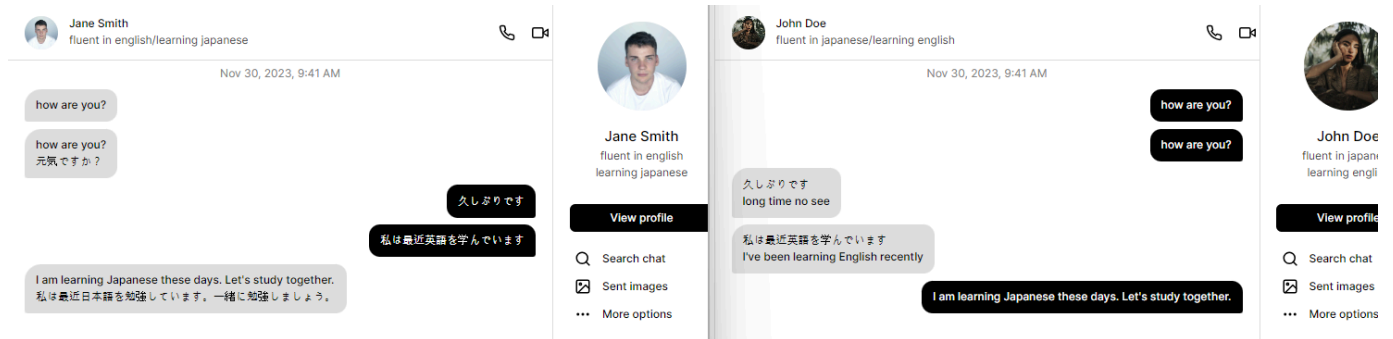 Jane Smith
fluent in english/learning japanese
Nov 30, 2023, 9:41 AM
how are you?
how are you?
元気ですか？
久しぶりです
私は最近英語を学んでいます
I am learning Japanese these days. Let's study together.
私は最近日本語を勉強しています。一緒に勉強しましょう。
Jane Smith
fluent in english
learning japanese
View profile
Search chat
Sent images
More options
John Doe
fluent in japanese/learning english
Nov 30, 2023, 9:41 AM
how are you?
how are you?
久しぶりです
long time no see
私は最近英語を学んでいます
I've been learning English recently
I am learning Japanese these days. Let's study together.
John Doe
fluent in japane
learning engli
View profile
Search chat
Sent images
More options